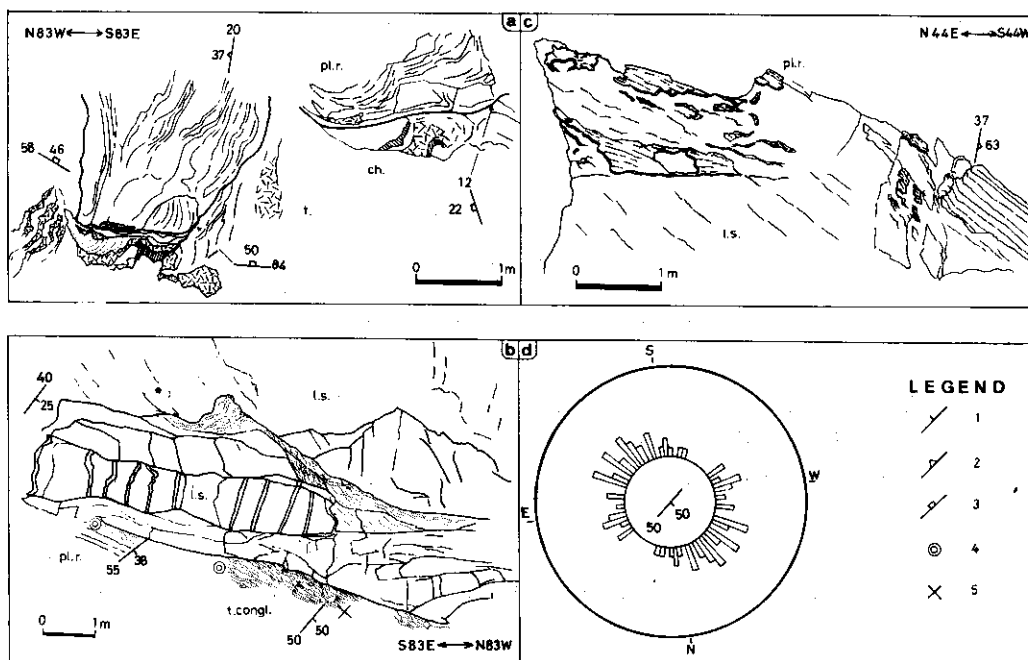 a
N83W ⟷ S83E
20
37
pl.r.
58
46
ch.
t.
12
22
50
84
0 1m
c
N44E ⟷ S44W
pl.r.
37
63
l.s.
0 1m
b
40
25
l.s.
l.s.
pl.r.
55 38
t.congl.
50 50
0 1m
S83E ⟷ N83W
d
S
W
E
N
50 50
LEGEND
1
2
3
4
5